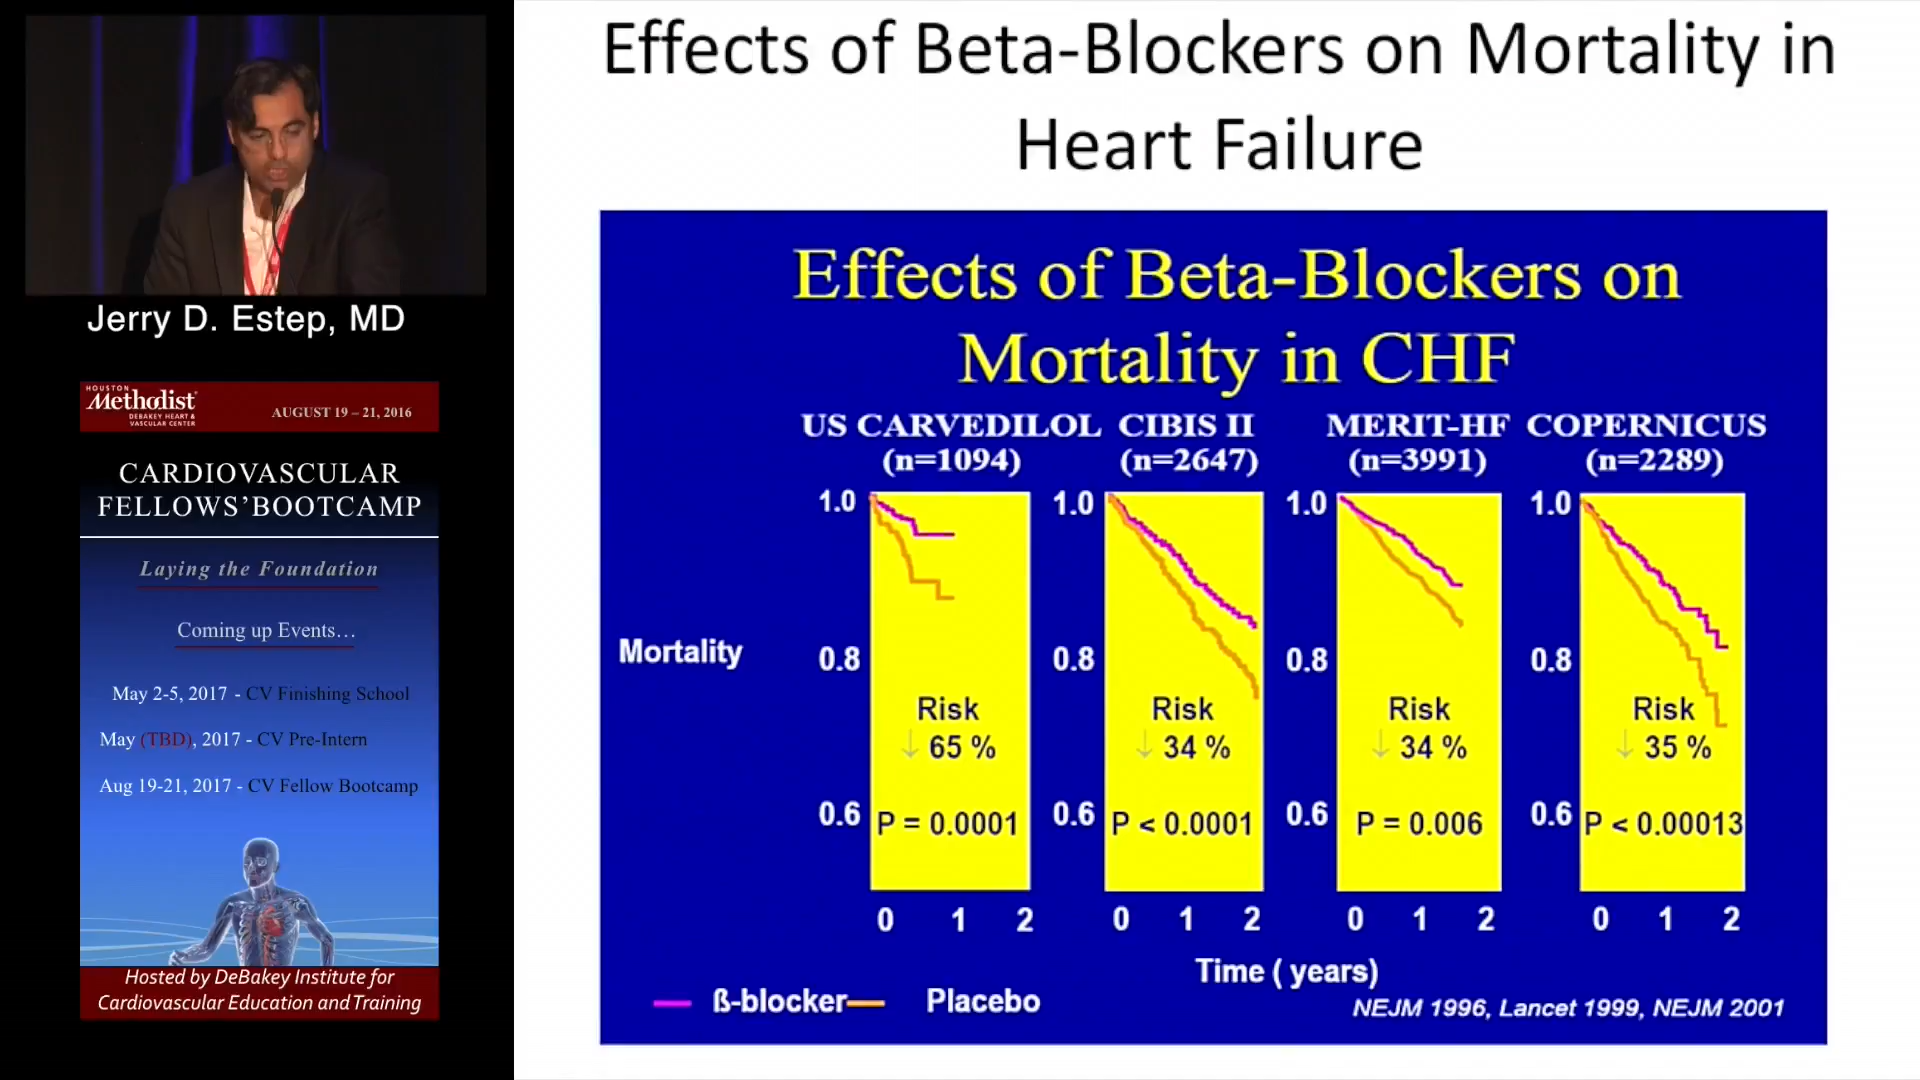 Jerry D. Estep, MD
HOUSTON
Methodist
DEBAKEY HEART &
VASCULAR CENTER
AUGUST 19 – 21, 2016
CARDIOVASCULAR
FELLOWS’BOOTCAMP
Laying the Foundation
Coming up Events…
May 2-5, 2017 - CV Finishing School
May (TBD), 2017 - CV Pre-Intern
Aug 19-21, 2017 - CV Fellow Bootcamp
Hosted by DeBakey Institute for
Cardiovascular Education and Training
Effects of Beta-Blockers on Mortality in
Heart Failure
Effects of Beta-Blockers on
Mortality in CHF
US CARVEDILOL CIBIS II MERIT-HF COPERNICUS
(n=1094) (n=2647) (n=3991) (n=2289)
1.0 1.0 1.0 1.0
Mortality
0.8 0.8 0.8 0.8
Risk Risk Risk Risk
↓ 65 % ↓ 34 % ↓ 34 % ↓ 35 %
0.6 P = 0.0001 0.6 P < 0.0001 0.6 P = 0.006 0.6 P < 0.00013
0 1 2 0 1 2 0 1 2 0 1 2
Time ( years)
ß-blocker Placebo
NEJM 1996, Lancet 1999, NEJM 2001